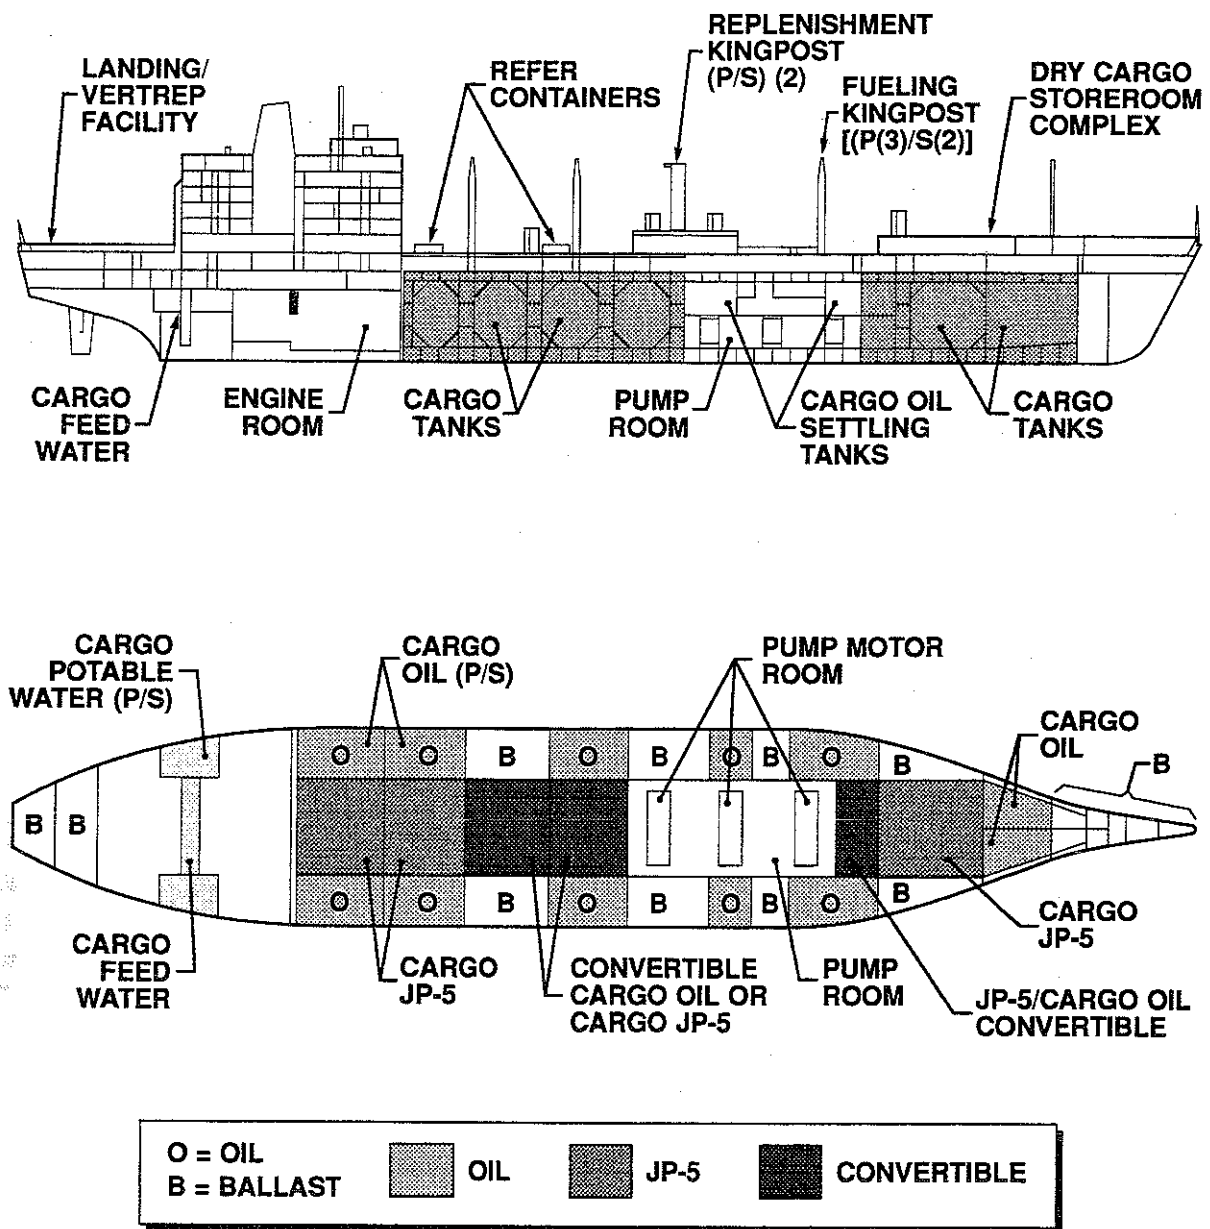 LANDING/
VERTREP
FACILITY
REFER
CONTAINERS
REPLENISHMENT
KINGPOST
(P/S) (2)
FUELING
KINGPOST
[(P(3)/S(2)]
DRY CARGO
STOREROOM
COMPLEX
CARGO
FEED
WATER
ENGINE
ROOM
CARGO
TANKS
PUMP
ROOM
CARGO OIL
SETTLING
TANKS
CARGO
TANKS
CARGO
POTABLE
WATER (P/S)
CARGO
OIL (P/S)
PUMP MOTOR
ROOM
CARGO
OIL
B
O O B O B O B O B
B B
O O B O B O B O B
CARGO
FEED
WATER
CARGO
JP-5
CONVERTIBLE
CARGO OIL OR
CARGO JP-5
PUMP
ROOM
JP-5/CARGO OIL
CONVERTIBLE
CARGO
JP-5
O = OIL
B = BALLAST
OIL
JP-5
CONVERTIBLE